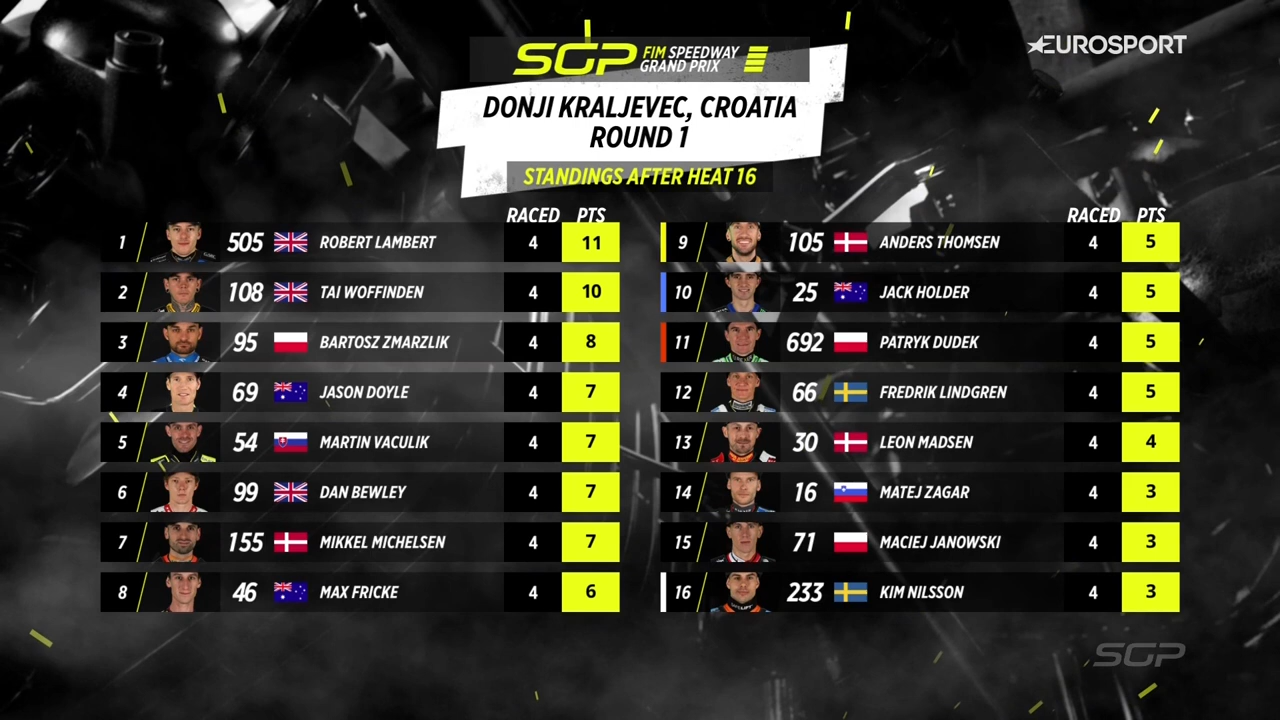 SGP FIM SPEEDWAY
GRAND PRIX
EUROSPORT
DONJI KRALJEVEC, CROATIA
ROUND 1
STANDINGS AFTER HEAT 16
RACED PTS
1 505 ROBERT LAMBERT 4 11
2 108 TAI WOFFINDEN 4 10
3 95 BARTOSZ ZMARZLIK 4 8
4 69 JASON DOYLE 4 7
5 54 MARTIN VACULIK 4 7
6 99 DAN BEWLEY 4 7
7 155 MIKKEL MICHELSEN 4 7
8 46 MAX FRICKE 4 6
RACED PTS
9 105 ANDERS THOMSEN 4 5
10 25 JACK HOLDER 4 5
11 692 PATRYK DUDEK 4 5
12 66 FREDRIK LINDGREN 4 5
13 30 LEON MADSEN 4 4
14 16 MATEJ ZAGAR 4 3
15 71 MACIEJ JANOWSKI 4 3
16 233 KIM NILSSON 4 3
SGP